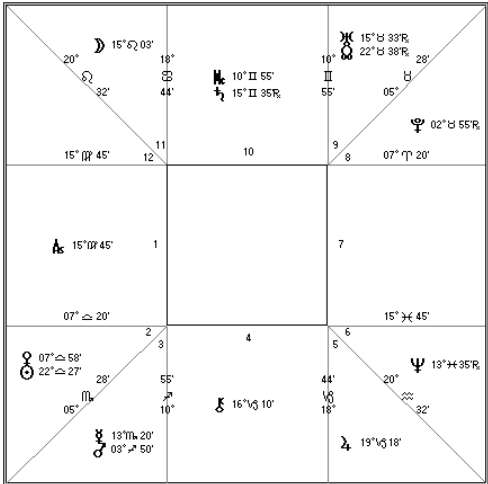 ☽ 15°♌ 03'
20° ♌ 32'
18° ♋ 44'
Mc 10°♊ 55'
♄ 15°♊ 35'℞
10° ♊ 55'
♅ 15°♉ 33'℞
☊ 22°♉ 38'℞
28' ♉ 05°
♇ 02°♉ 55'℞
11
10
9
15°♍ 45'
12
8
07°♈ 20'
As 15°♍ 45'
1
7
07°♎ 20'
15°♓ 45'
2
4
6
3
5
♀ 07°♎ 58'
☉ 22°♎ 27'
28' ♏ 05°
55' ♐ 10°
⚷ 16°♑ 10'
44' ♑ 18°
20° ♒ 32'
♆ 13°♓ 35'℞
☿ 13°♏ 20'
♂ 03°♐ 50'
♃ 19°♑ 18'